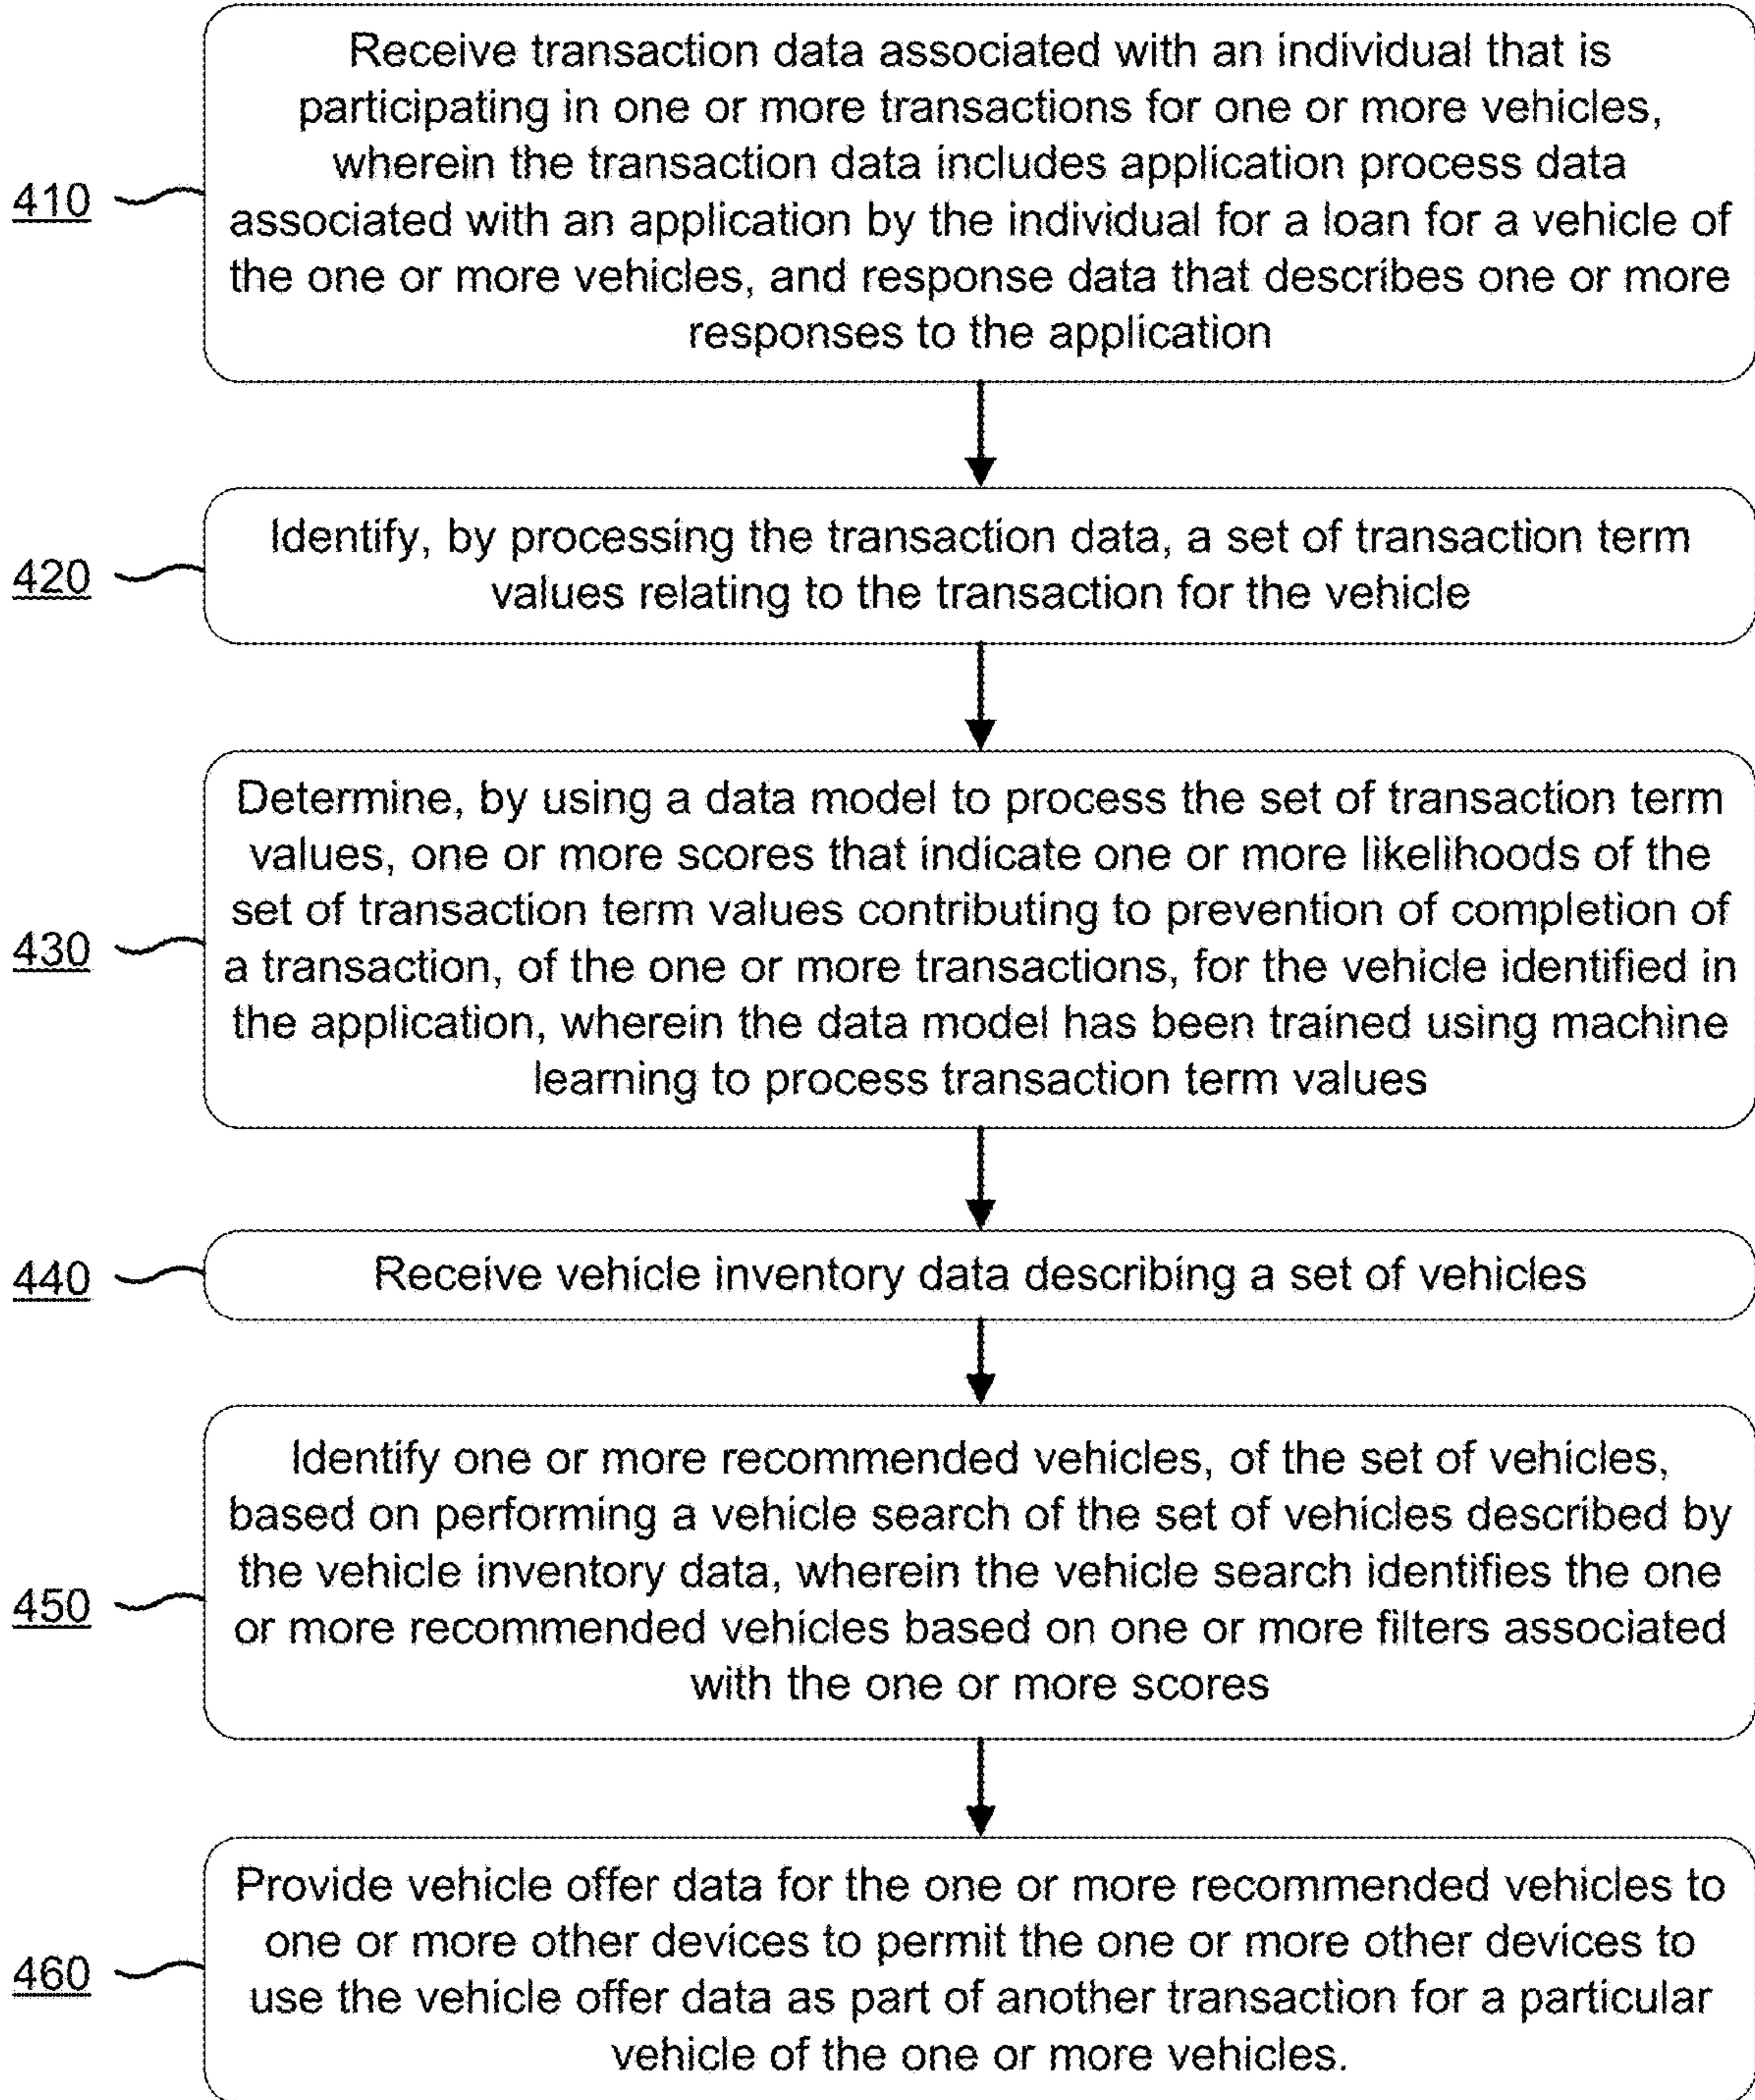 Receive transaction data associated with an individual that is
participating in one or more transactions for one or more vehicles,
wherein the transaction data includes application process data
410
associated with an application by the individual for a loan for a vehicle of
the one or more vehicles, and response data that describes one or more
responses to the application
Identify, by processing the transaction data, a set of transaction term
420
values relating to the transaction for the vehicle
Determine, by using a data model to process the set of transaction term
values, one or more scores that indicate one or more likelihoods of the
set of transaction term values contributing to prevention of completion of
430
a transaction, of the one or more transactions, for the vehicle identified in
the application, wherein the data model has been trained using machine
learning to process transaction term values
440
Receive vehicle inventory data describing a set of vehicles
Identify one or more recommended vehicles, of the set of vehicles,
based on performing a vehicle search of the set of vehicles described by
the vehicle inventory data, wherein the vehicle search identifies the one
450
or more recommended vehicles based on one or more filters associated
with the one or more scores
Provide vehicle offer data for the one or more recommended vehicles to
one or more other devices to permit the one or more other devices to
460
use the vehicle offer data as part of another transaction for a particular
vehicle of the one or more vehicles.